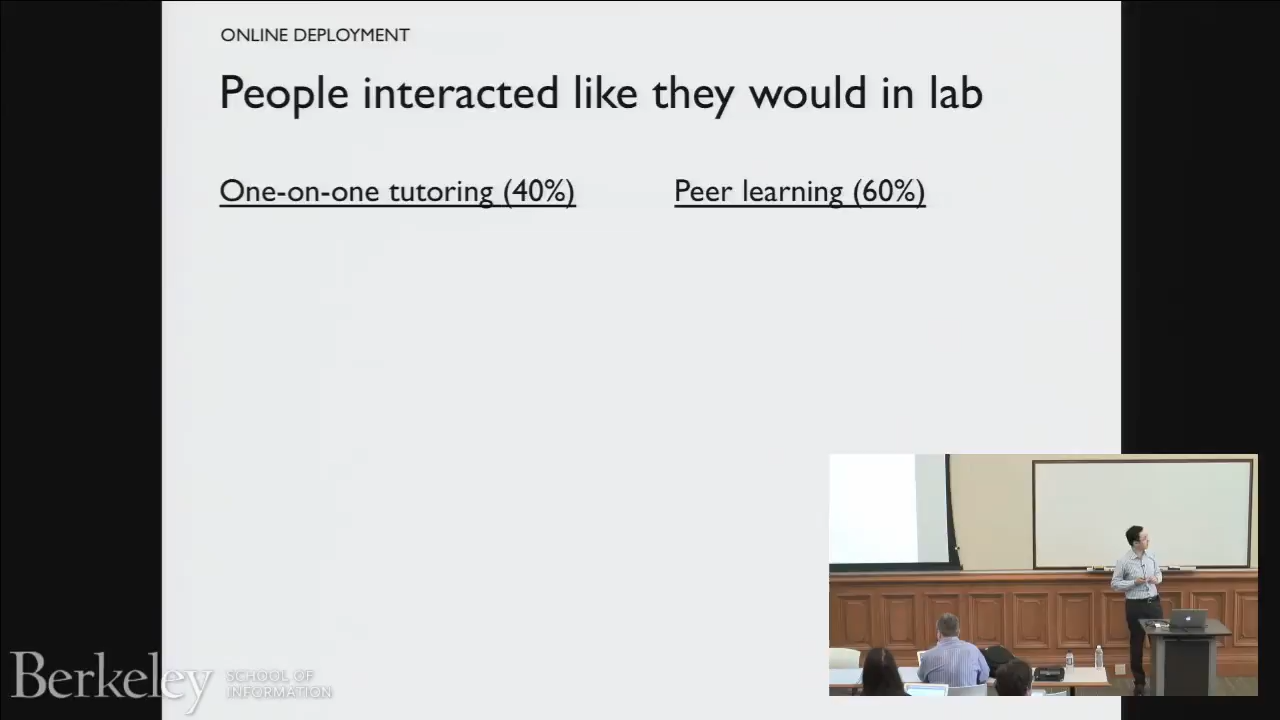 ONLINE DEPLOYMENT
People interacted like they would in lab
One-on-one tutoring (40%)
Peer learning (60%)
Berkeley
SCHOOL OF
INFORMATION